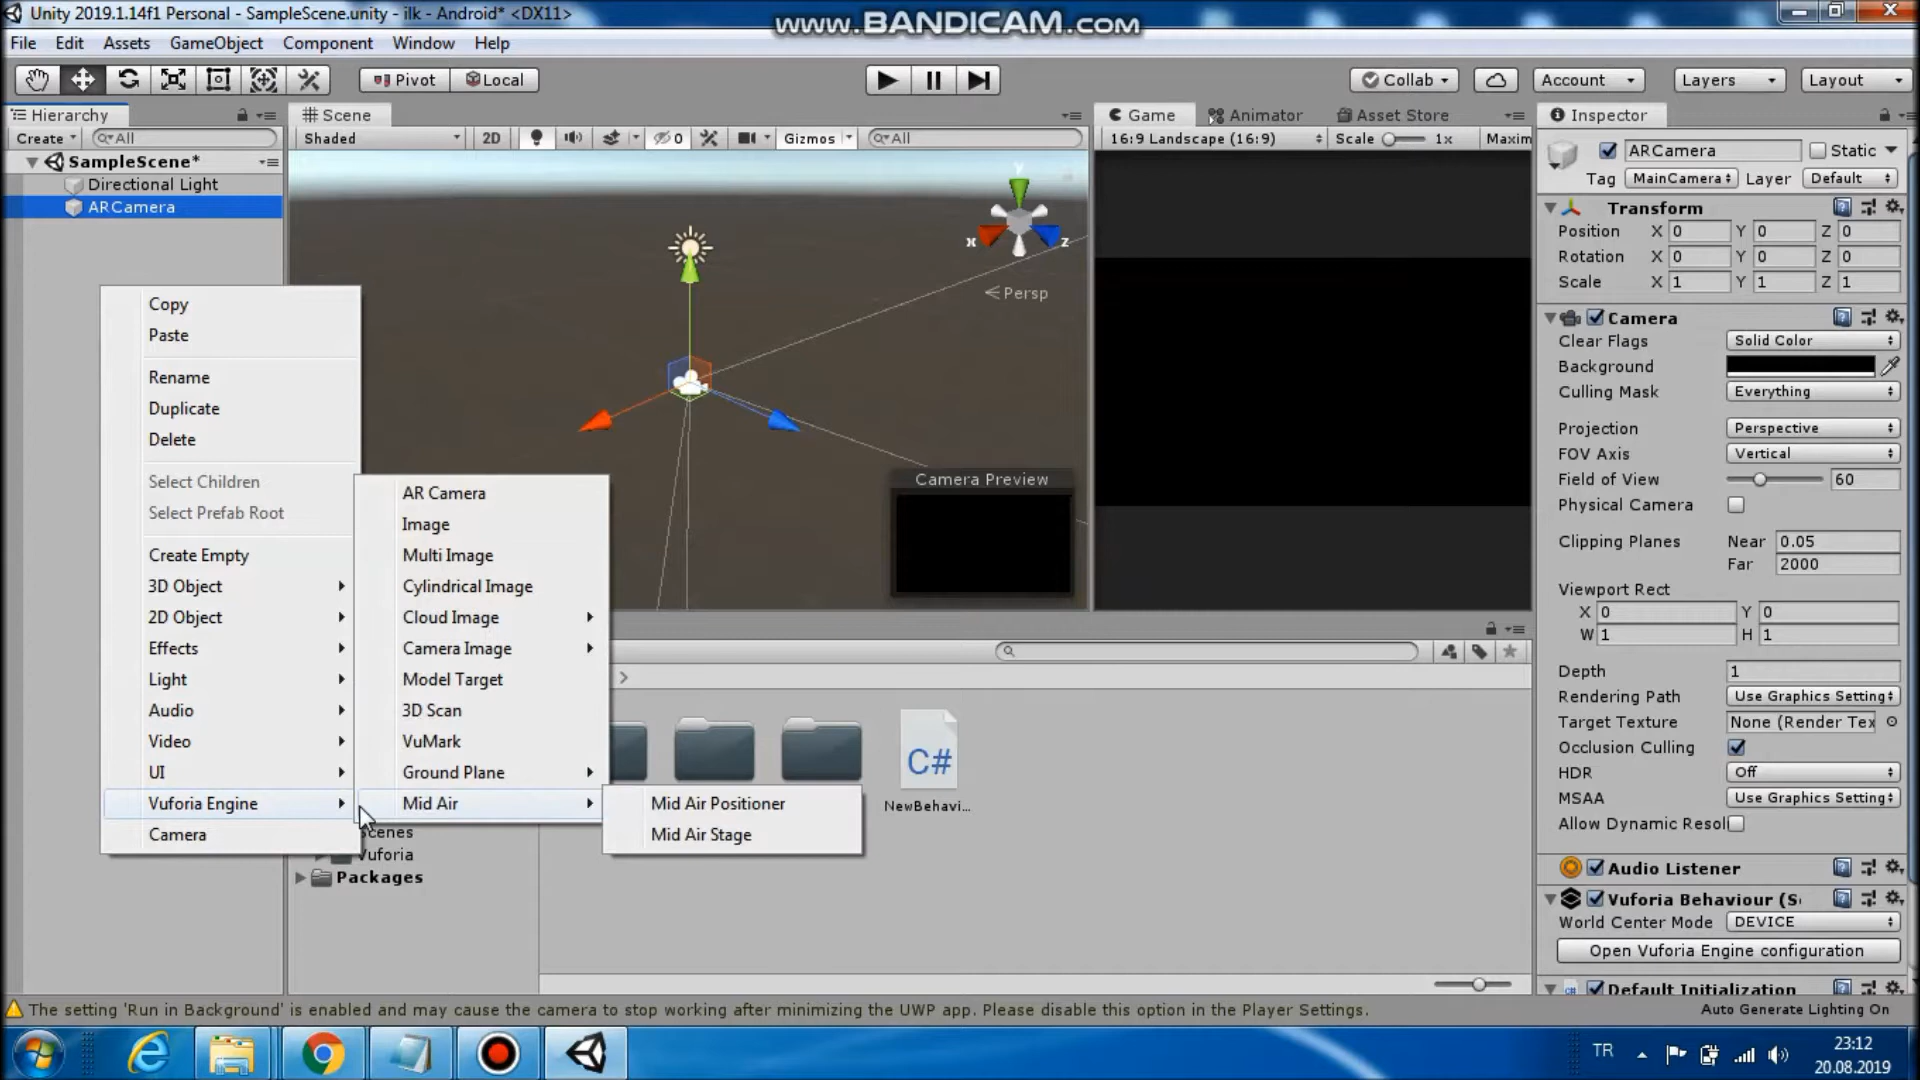 Unity 2019.1.14f1 Personal - SampleScene.unity - ilk - Android* <DX11>
www.BANDICAM.com
File Edit Assets GameObject Component Window Help
Pivot Local Collab Account Layers Layout
Hierarchy Scene Game Animator Asset Store Inspector
Create All Shaded 2D 0 Gizmos All 16:9 Landscape (16:9) Scale 1x Maxim
SampleScene*
Directional Light
ARCamera
Copy
Paste
Rename
Duplicate
Delete
Select Children
Select Prefab Root
Create Empty
3D Object
2D Object
Effects
Light
Audio
Video
UI
Vuforia Engine
Camera
AR Camera
Image
Multi Image
Cylindrical Image
Cloud Image
Camera Image
Model Target
3D Scan
VuMark
Ground Plane
Mid Air
Mid Air Positioner
Mid Air Stage
y
x
z
Persp
Camera Preview
C#
NewBehavi...
Scenes
Vuforia
Packages
ARCamera Static
Tag MainCamera Layer Default
Transform
Position X 0 Y 0 Z 0
Rotation X 0 Y 0 Z 0
Scale X 1 Y 1 Z 1
Camera
Clear Flags Solid Color
Background
Culling Mask Everything
Projection Perspective
FOV Axis Vertical
Field of View 60
Physical Camera
Clipping Planes Near 0.05
Far 2000
Viewport Rect
X 0 Y 0
W 1 H 1
Depth 1
Rendering Path Use Graphics Setting
Target Texture None (Render Tex
Occlusion Culling
HDR Off
MSAA Use Graphics Setting
Allow Dynamic Resol
Audio Listener
Vuforia Behaviour (S
World Center Mode DEVICE
Open Vuforia Engine configuration
Default Initialization
The setting 'Run in Background' is enabled and may cause the camera to stop working after minimizing the UWP app. Please disable this option in the Player Settings.
Auto Generate Lighting On
TR
23:12
20.08.2019